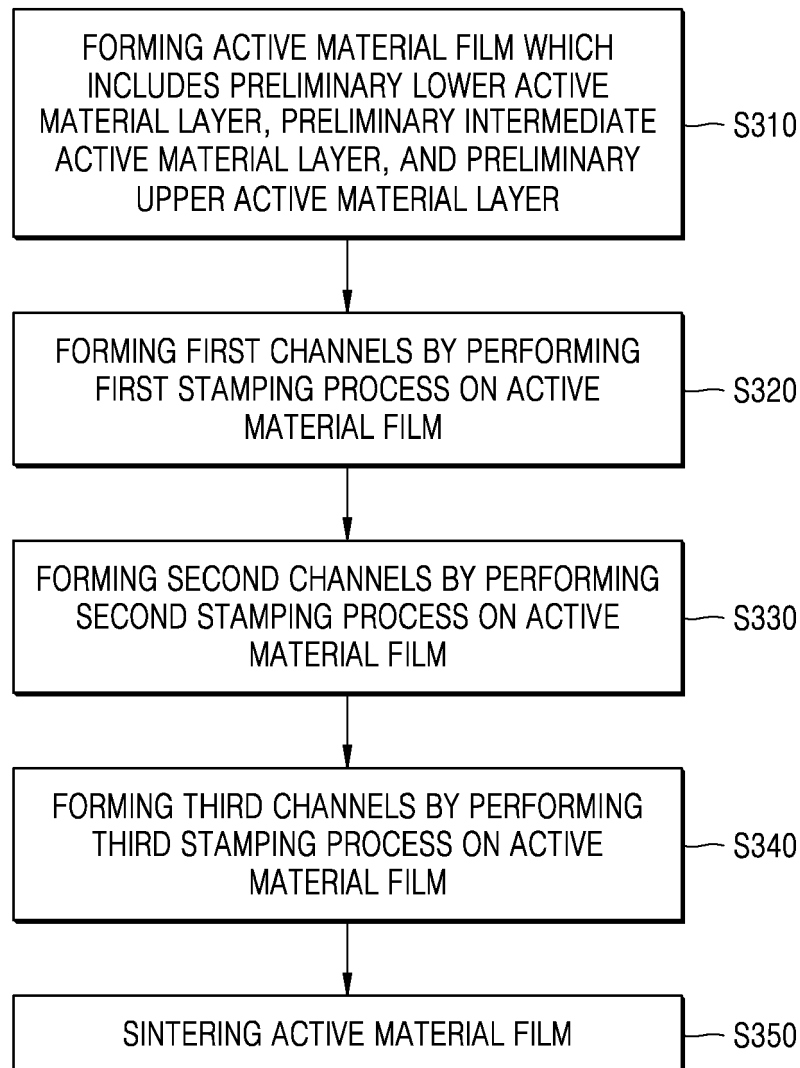 FORMING ACTIVE MATERIAL FILM WHICH
INCLUDES PRELIMINARY LOWER ACTIVE
MATERIAL LAYER, PRELIMINARY INTERMEDIATE
ACTIVE MATERIAL LAYER, AND PRELIMINARY
UPPER ACTIVE MATERIAL LAYER
S310
FORMING FIRST CHANNELS BY PERFORMING
FIRST STAMPING PROCESS ON ACTIVE
MATERIAL FILM
S320
FORMING SECOND CHANNELS BY PERFORMING
SECOND STAMPING PROCESS ON ACTIVE
MATERIAL FILM
S330
FORMING THIRD CHANNELS BY PERFORMING
THIRD STAMPING PROCESS ON ACTIVE
MATERIAL FILM
S340
SINTERING ACTIVE MATERIAL FILM
S350